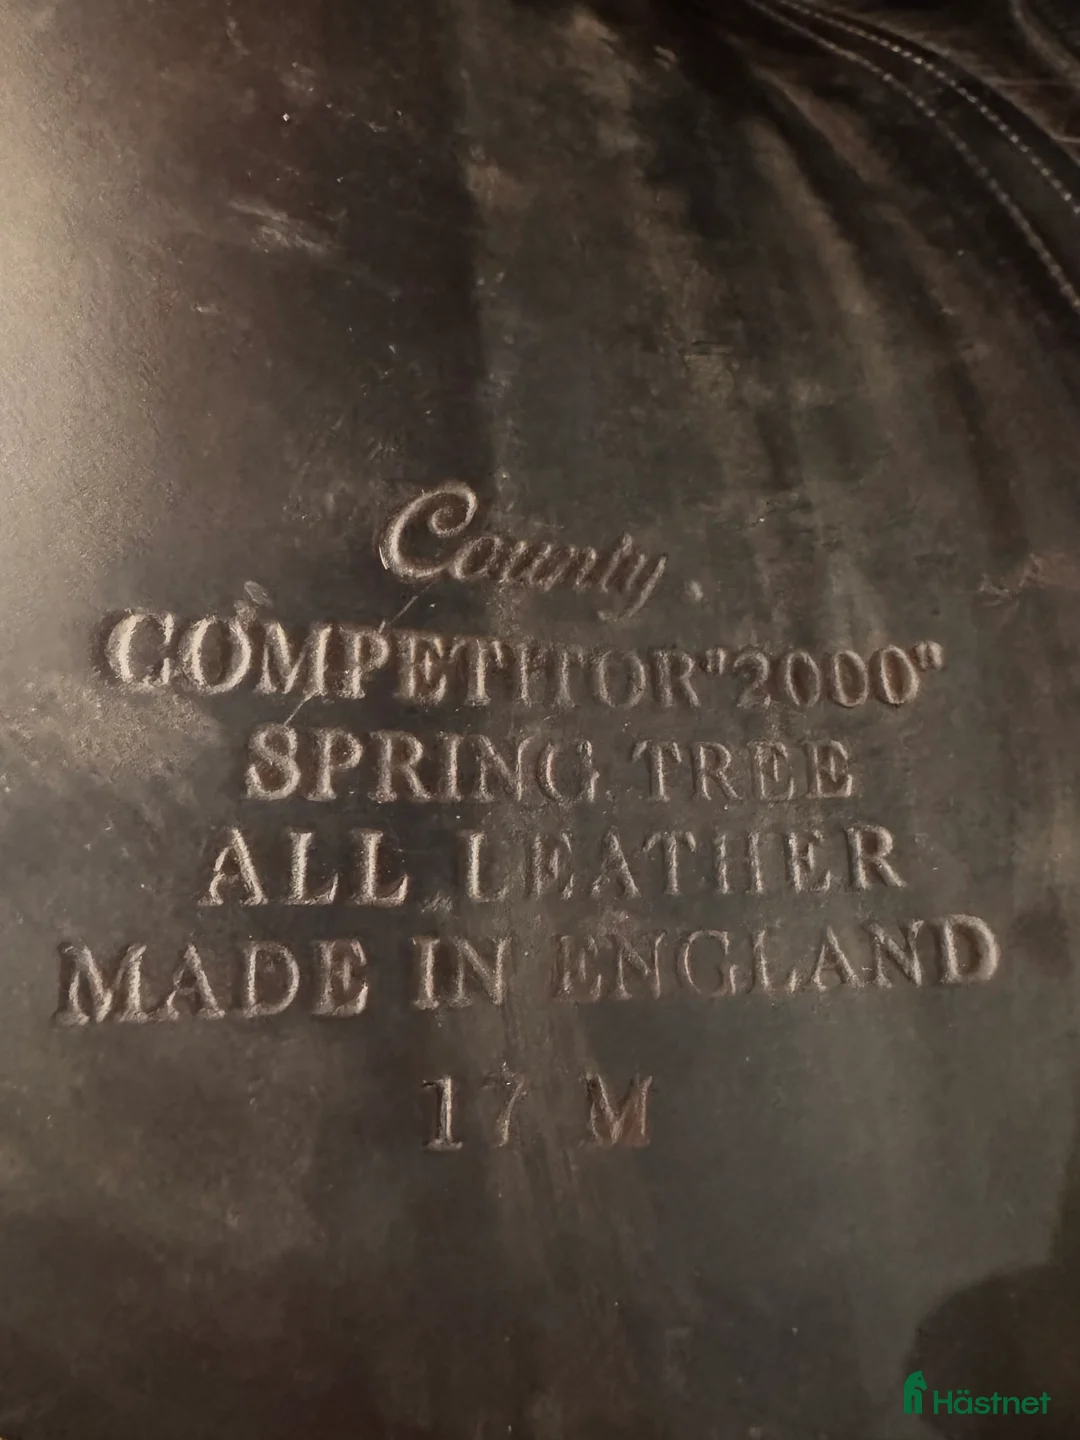 County
COMPETITOR "2000"
SPRING TREE
ALL LEATHER
MADE IN ENGLAND
17 M
Hästnet